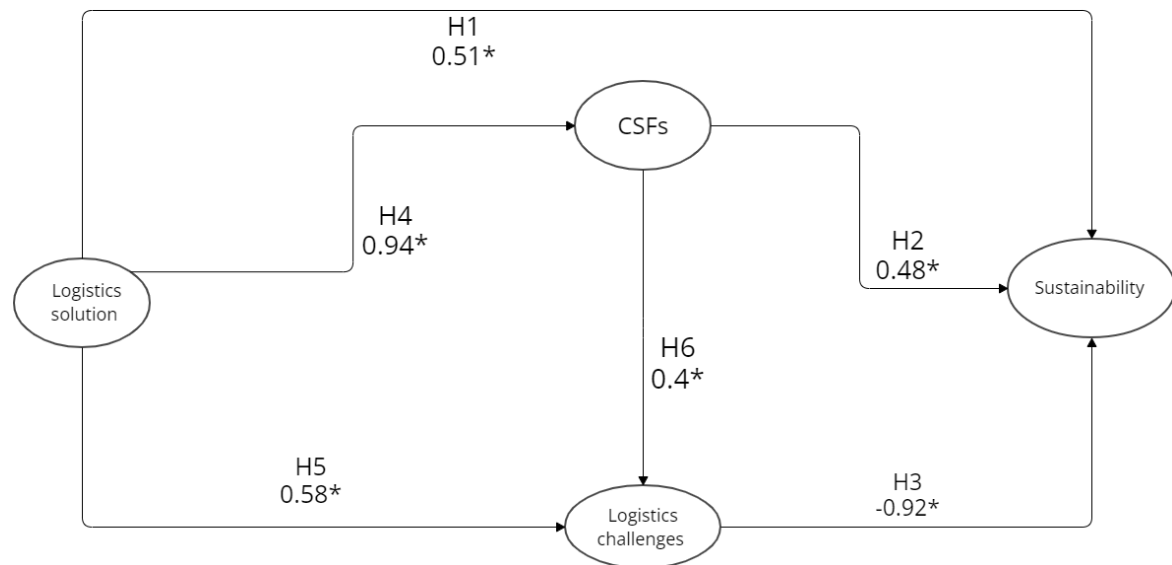 H1
0.51*
CSFs
H4
0.94*
H2
0.48*
Logistics
solution
Sustainability
H6
0.4*
H5
0.58*
H3
-0.92*
Logistics
challenges